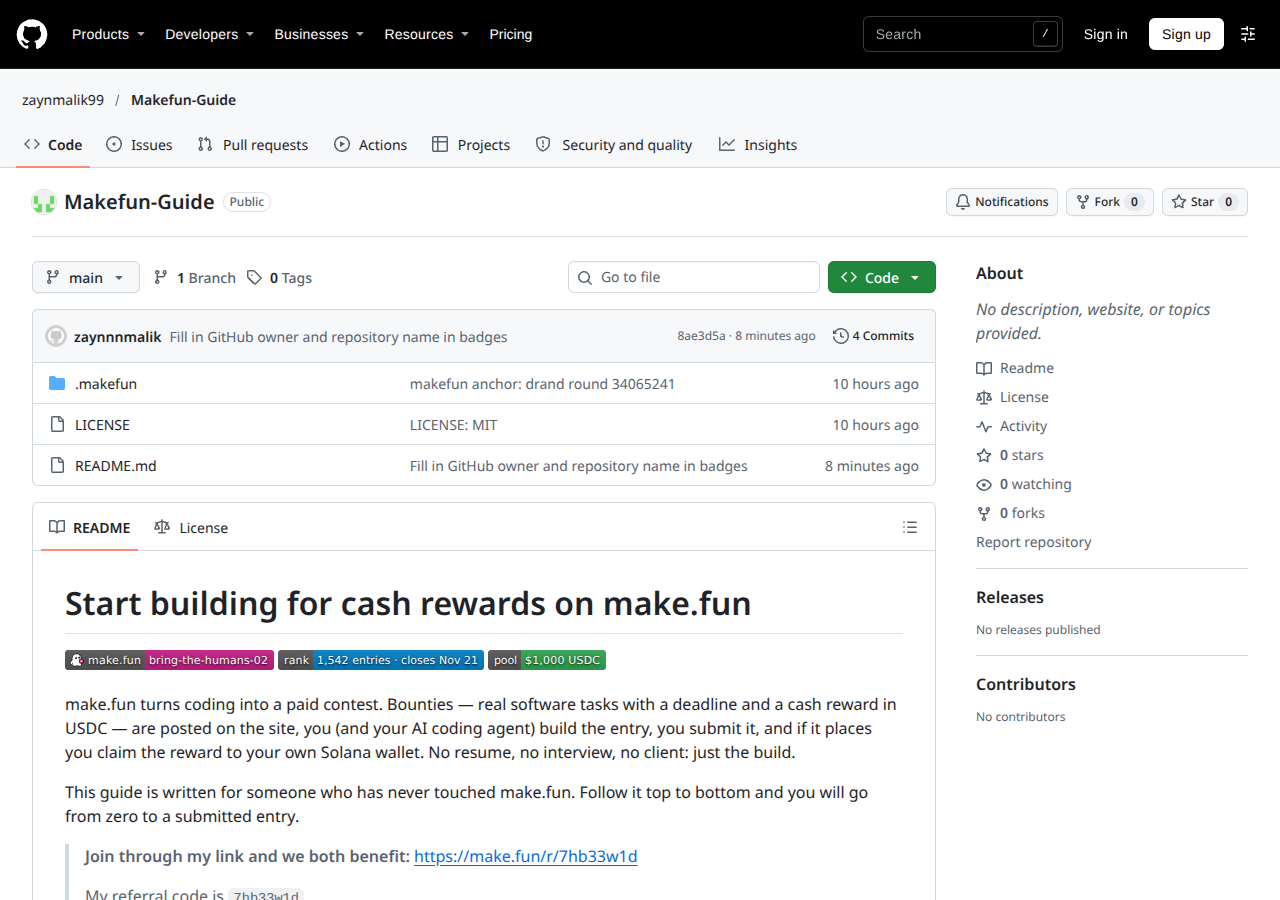 Products Developers Businesses Resources Pricing Search / Sign in Sign up
zaynmalik99 / Makefun-Guide
Code Issues Pull requests Actions Projects Security and quality Insights
Makefun-Guide Public Notifications Fork 0 Star 0
main 1 Branch 0 Tags Go to file Code
zaynnnmalik Fill in GitHub owner and repository name in badges 8ae3d5a · 8 minutes ago 4 Commits
.makefun makefun anchor: drand round 34065241 10 hours ago
LICENSE LICENSE: MIT 10 hours ago
README.md Fill in GitHub owner and repository name in badges 8 minutes ago
README License
Start building for cash rewards on make.fun
make.fun bring-the-humans-02 rank 1,542 entries · closes Nov 21 pool $1,000 USDC
make.fun turns coding into a paid contest. Bounties — real software tasks with a deadline and a cash reward in
USDC — are posted on the site, you (and your AI coding agent) build the entry, you submit it, and if it places
you claim the reward to your own Solana wallet. No resume, no interview, no client: just the build.
This guide is written for someone who has never touched make.fun. Follow it top to bottom and you will go
from zero to a submitted entry.
Join through my link and we both benefit: https://make.fun/r/7hb33w1d
My referral code is 7hb33w1d
About
No description, website, or topics
provided.
Readme
License
Activity
0 stars
0 watching
0 forks
Report repository
Releases
No releases published
Contributors
No contributors